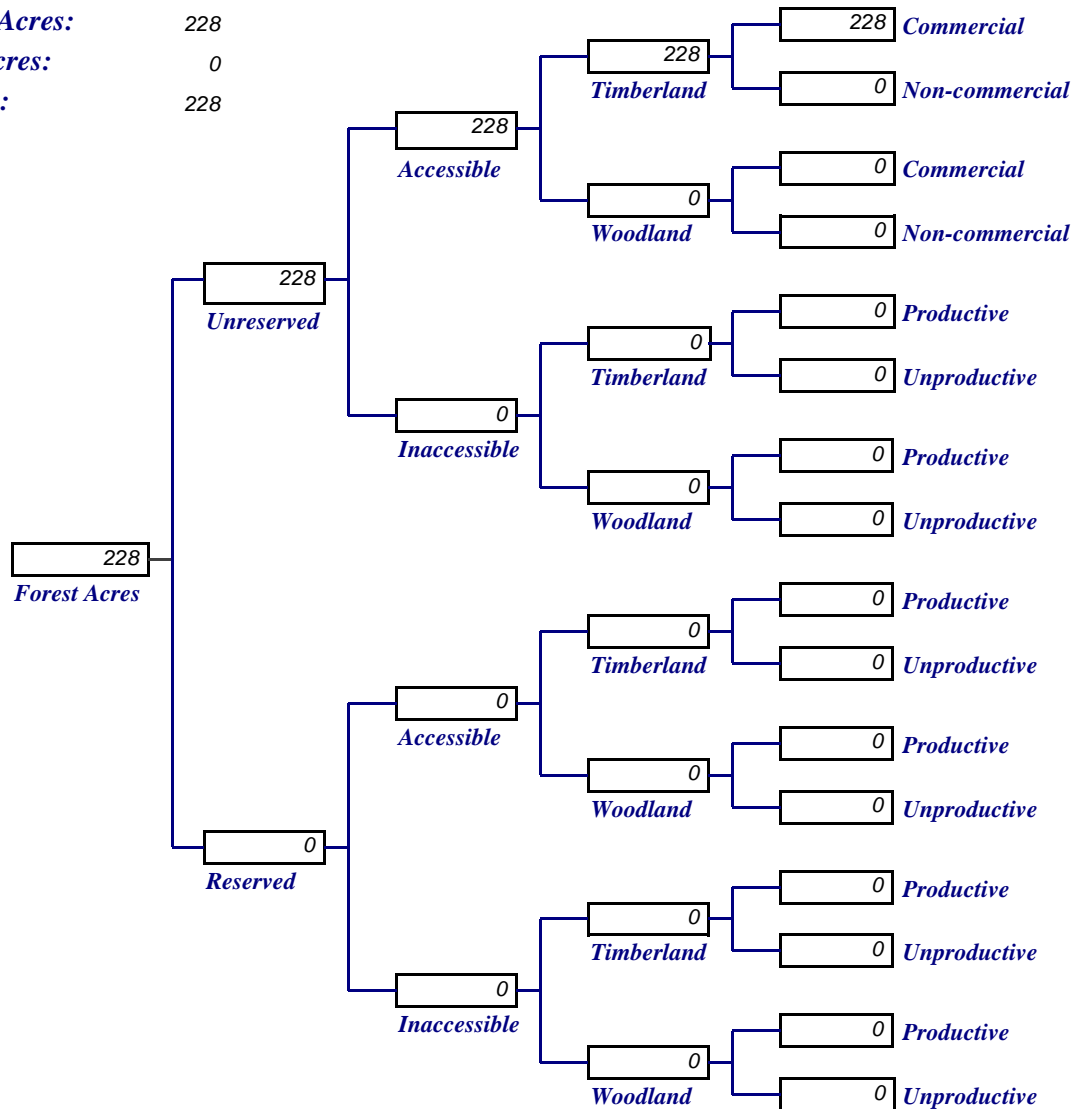 Acres: 228
cres: 0
: 228
228 Commercial
228
Timberland
0 Non-commercial
228
Accessible
0 Commercial
0
Woodland
0 Non-commercial
228
Unreserved
0 Productive
0
Timberland
0 Unproductive
0
Inaccessible
0 Productive
0
Woodland
0 Unproductive
228
Forest Acres
0 Productive
0
Timberland
0 Unproductive
0
Accessible
0 Productive
0
Woodland
0 Unproductive
0
Reserved
0 Productive
0
Timberland
0 Unproductive
0
Inaccessible
0 Productive
0
Woodland
0 Unproductive